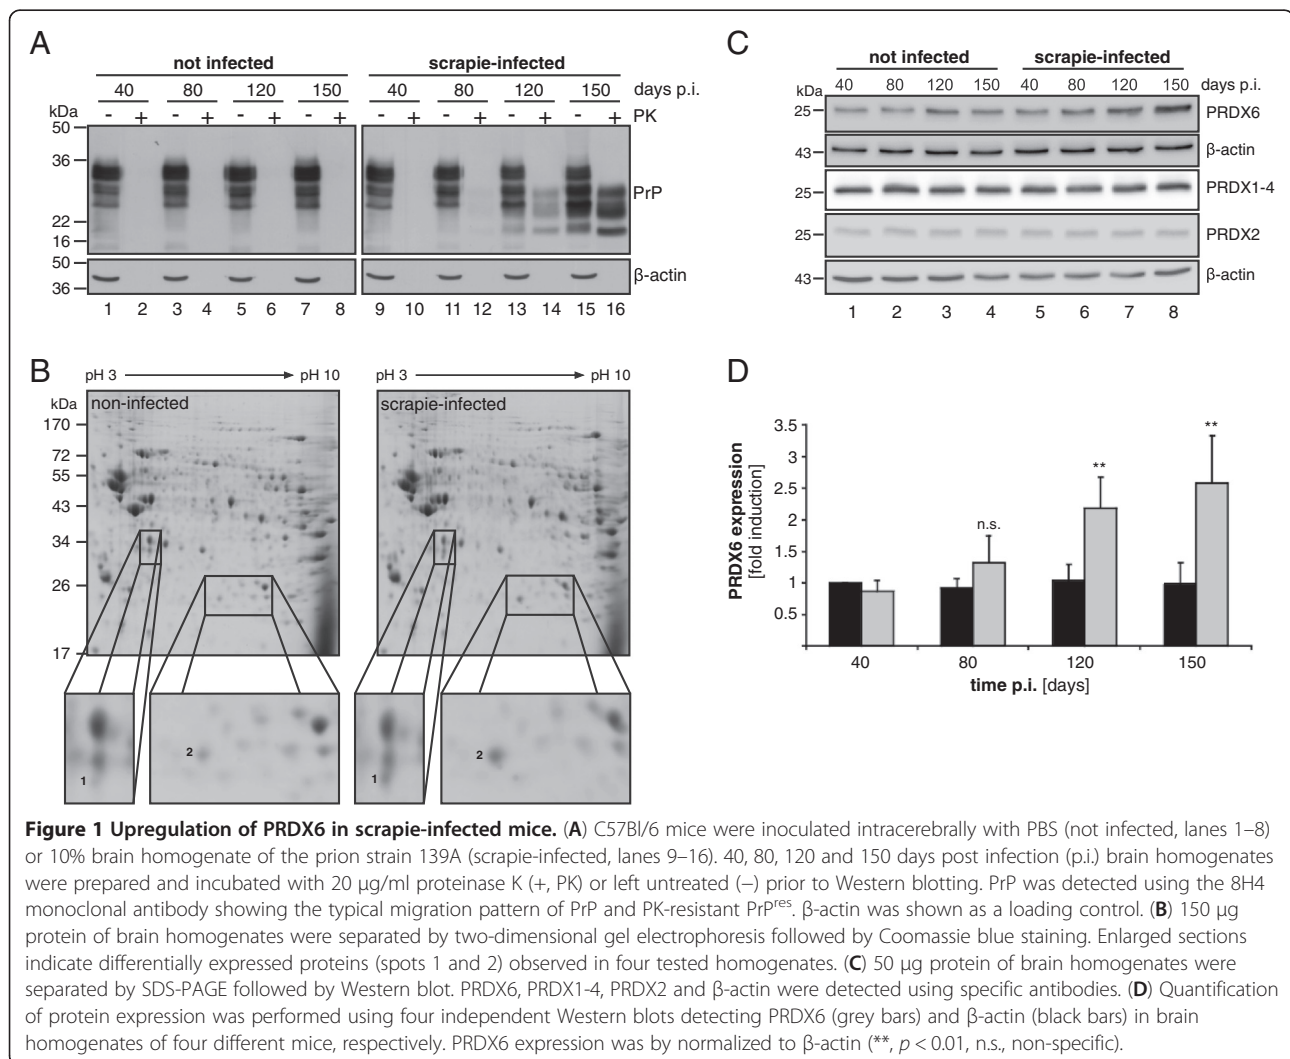 A
not infected scrapie-infected
40 80 120 150 40 80 120 150 days p.i.
kDa - + - + - + - + - + - + - + - + PK
50
36
PrP
22
16
50
β-actin
36
1 2 3 4 5 6 7 8 9 10 11 12 13 14 15 16
B
pH 3 pH 10 pH 3 pH 10
kDa non-infected scrapie-infected
170
72
55
43
34
26
17
1 2 1 2
C
not infected scrapie-infected
40 80 120 150 40 80 120 150 days p.i.
kDa
25 PRDX6
43 β-actin
25 PRDX1-4
25 PRDX2
43 β-actin
1 2 3 4 5 6 7 8
D
PRDX6 expression
[fold induction]
3.5
3
2.5
2
1.5
1
0.5
n.s. ** **
40 80 120 150
time p.i. [days]
Figure 1 Upregulation of PRDX6 in scrapie-infected mice. (A) C57Bl/6 mice were inoculated intracerebrally with PBS (not infected, lanes 1–8)
or 10% brain homogenate of the prion strain 139A (scrapie-infected, lanes 9–16). 40, 80, 120 and 150 days post infection (p.i.) brain homogenates
were prepared and incubated with 20 μg/ml proteinase K (+, PK) or left untreated (−) prior to Western blotting. PrP was detected using the 8H4
monoclonal antibody showing the typical migration pattern of PrP and PK-resistant PrPres. β-actin was shown as a loading control. (B) 150 μg
protein of brain homogenates were separated by two-dimensional gel electrophoresis followed by Coomassie blue staining. Enlarged sections
indicate differentially expressed proteins (spots 1 and 2) observed in four tested homogenates. (C) 50 μg protein of brain homogenates were
separated by SDS-PAGE followed by Western blot. PRDX6, PRDX1-4, PRDX2 and β-actin were detected using specific antibodies. (D) Quantification
of protein expression was performed using four independent Western blots detecting PRDX6 (grey bars) and β-actin (black bars) in brain
homogenates of four different mice, respectively. PRDX6 expression was by normalized to β-actin (**, p < 0.01, n.s., non-specific).